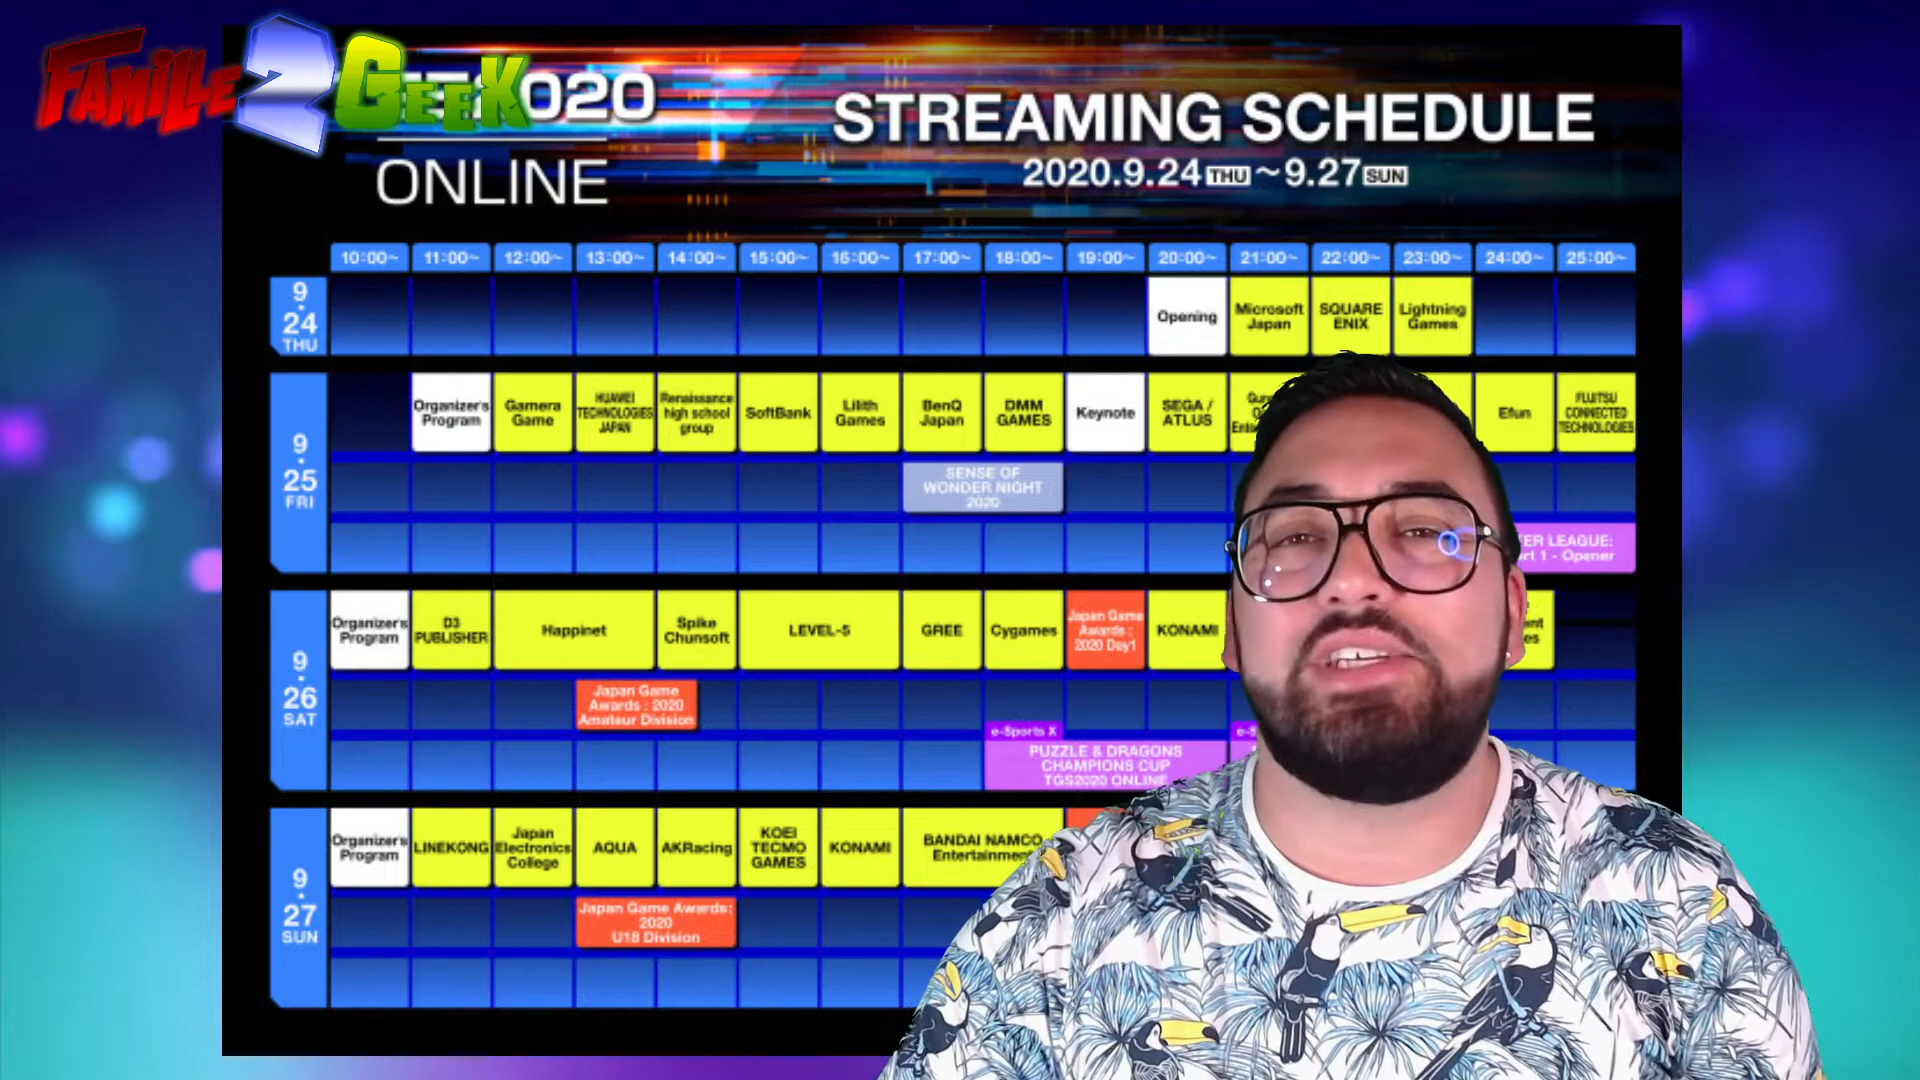 FAMILLE 2 GEEK
020
ONLINE
STREAMING SCHEDULE
2020.9.24 THU ~ 9.27 SUN
10:00~ 11:00~ 12:00~ 13:00~ 14:00~ 15:00~ 16:00~ 17:00~ 18:00~ 19:00~ 20:00~ 21:00~ 22:00~ 23:00~ 24:00~ 25:00~
9.
24
THU
Opening
Microsoft
Japan
SQUARE
ENIX
Lightning
Games
9.
25
FRI
Organizer's
Program
Gamera
Game
HUAWEI
TECHNOLOGIES
JAPAN
Renaissance
high school
group
SoftBank
Lilith
Games
BenQ
Japan
DMM
GAMES
Keynote
SEGA /
ATLUS
Efun
FUJITSU
CONNECTED
TECHNOLOGIES
SENSE OF
WONDER NIGHT
2020
LEAGUE:
1 - Opener
9.
26
SAT
Organizer's
Program
D3
PUBLISHER
Happinet
Spike
Chunsoft
LEVEL-5
GREE
Cygames
Japan Game
Awards :
2020 Day1
KONAMI
Japan Game
Awards : 2020
Amateur Division
e-Sports X
PUZZLE & DRAGONS
CHAMPIONS CUP
TGS2020 ONLINE
9.
27
SUN
Organizer's
Program
LINEKONG
Japan
Electronics
College
AQUA
AKRacing
KOEI
TECMO
GAMES
KONAMI
BANDAI NAMCO
Entertainment
Japan Game Awards:
2020
U18 Division